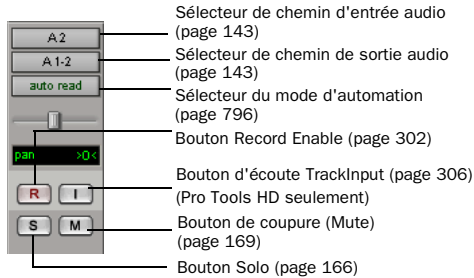 A 2
A 1-2
auto read
pan >0<
R I
S M
Sélecteur de chemin d'entrée audio
(page 143)
Sélecteur de chemin de sortie audio
(page 143)
Sélecteur du mode d'automation
(page 796)
Bouton Record Enable (page 302)
Bouton d'écoute TrackInput (page 306)
(Pro Tools HD seulement)
Bouton de coupure (Mute)
(page 169)
Bouton Solo (page 166)